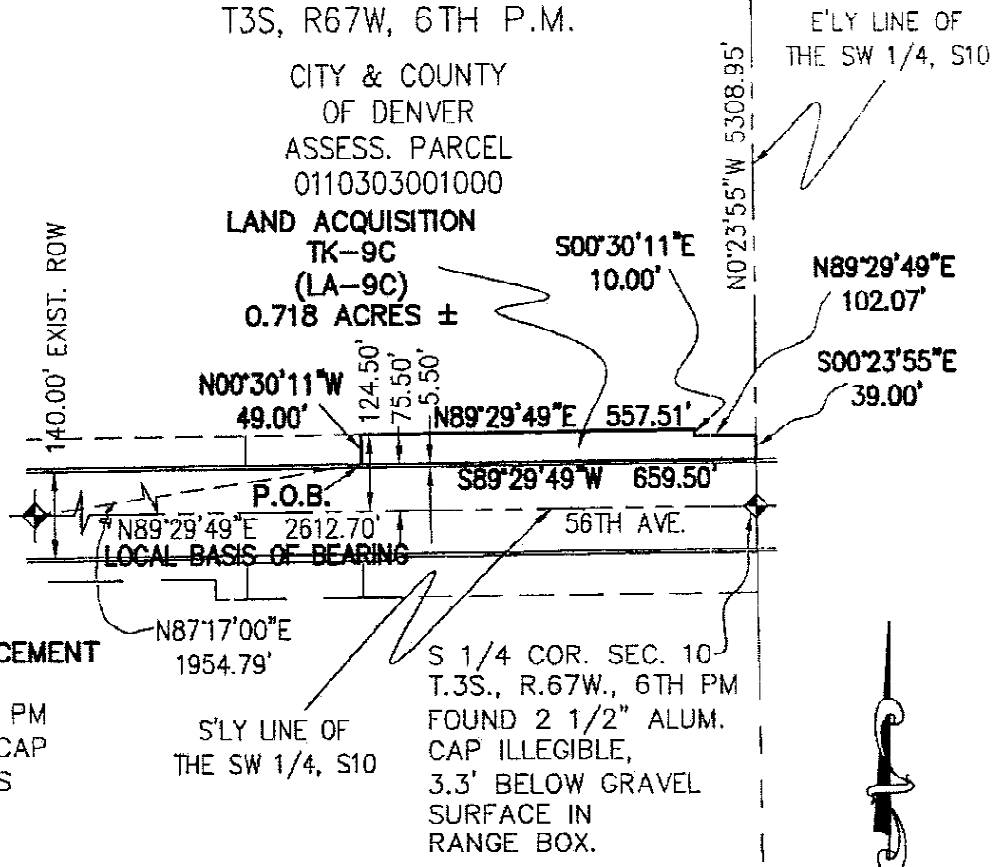 T3S, R67W, 6TH P.M.
E'LY LINE OF
THE SW 1/4, S10
CITY & COUNTY
OF DENVER
ASSESS. PARCEL
0110303001000
N0°23'55"W 5308.95'
LAND ACQUISITION
TK-9C
(LA-9C)
0.718 ACRES ±
140.00' EXIST. ROW
S00°30'11"E
10.00'
N89°29'49"E
102.07'
S00°23'55"E
39.00'
N00°30'11"W
49.00'
124.50'
75.50'
5.50'
N89°29'49"E 557.51'
S89°29'49"W 659.50'
P.O.B.
N89°29'49"E 2612.70'
56TH AVE.
LOCAL BASIS OF BEARING
N87°17'00"E
1954.79'
CEMENT
PM
CAP
S
S'LY LINE OF
THE SW 1/4, S10
S 1/4 COR. SEC. 10
T.3S., R.67W., 6TH PM
FOUND 2 1/2" ALUM.
CAP ILLEGIBLE,
3.3' BELOW GRAVEL
SURFACE IN
RANGE BOX.